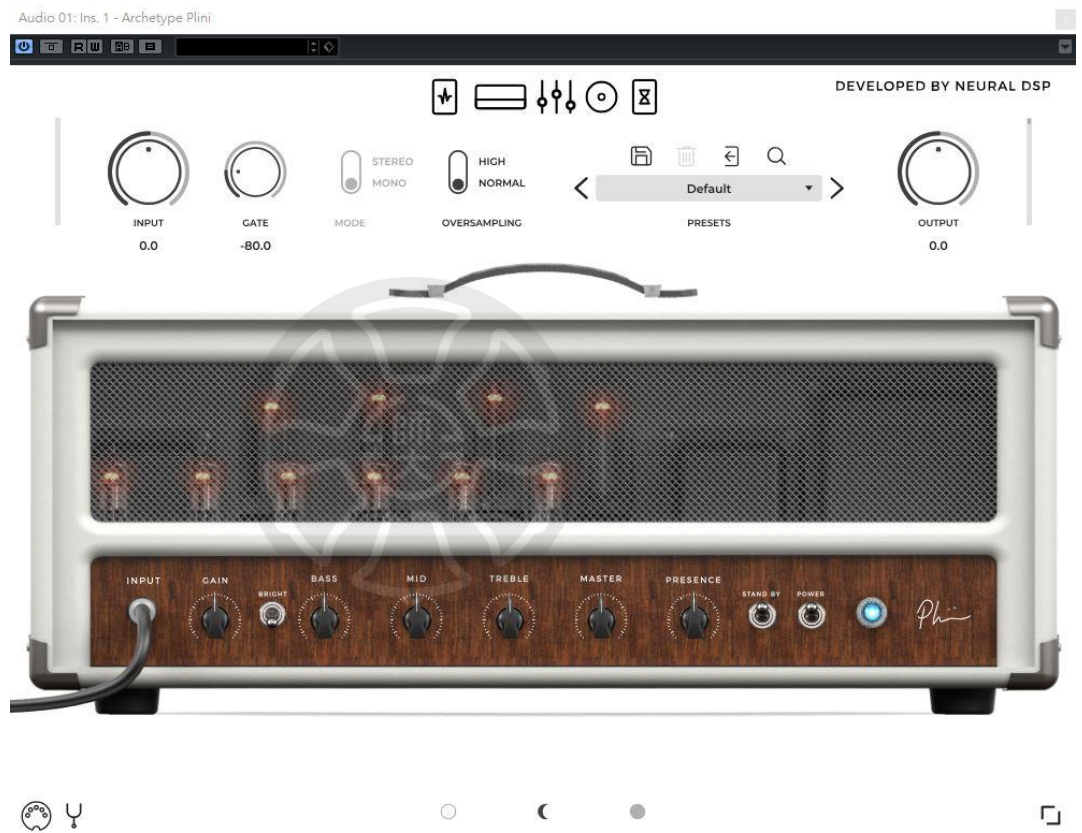 Audio 01: Ins. 1 - Archetype Plini
R W
DEVELOPED BY NEURAL DSP
STEREO
MONO
HIGH
NORMAL
Default
INPUT
GATE
MODE
OVERSAMPLING
PRESETS
OUTPUT
0.0
-80.0
0.0
INPUT
GAIN
BRIGHT
BASS
MID
TREBLE
MASTER
PRESENCE
STAND BY
POWER
Plini